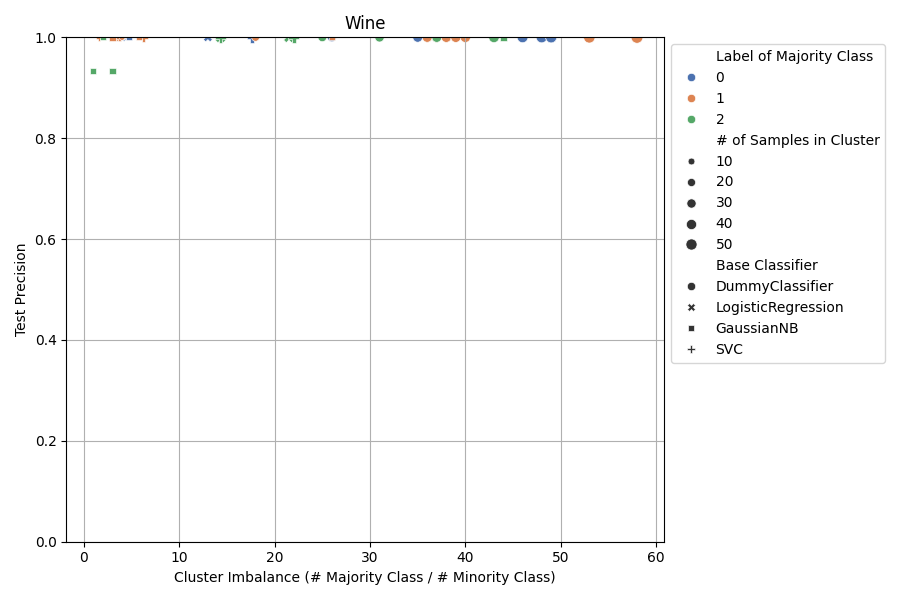 Wine
1.0
0.8
0.6
0.4
0.2
0.0
Test Precision
0 10 20 30 40 50 60
Cluster Imbalance (# Majority Class / # Minority Class)
Label of Majority Class
0
1
2
# of Samples in Cluster
10
20
30
40
50
Base Classifier
DummyClassifier
LogisticRegression
GaussianNB
SVC